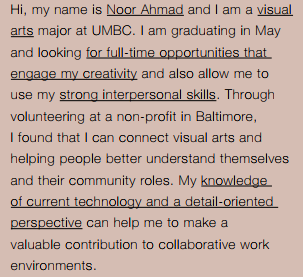 Hi, my name is Noor Ahmad and I am a visual
arts major at UMBC. I am graduating in May
and looking for full-time opportunities that
engage my creativity and also allow me to
use my strong interpersonal skills. Through
volunteering at a non-profit in Baltimore,
I found that I can connect visual arts and
helping people better understand themselves
and their community roles. My knowledge
of current technology and a detail-oriented
perspective can help me to make a
valuable contribution to collaborative work
environments.